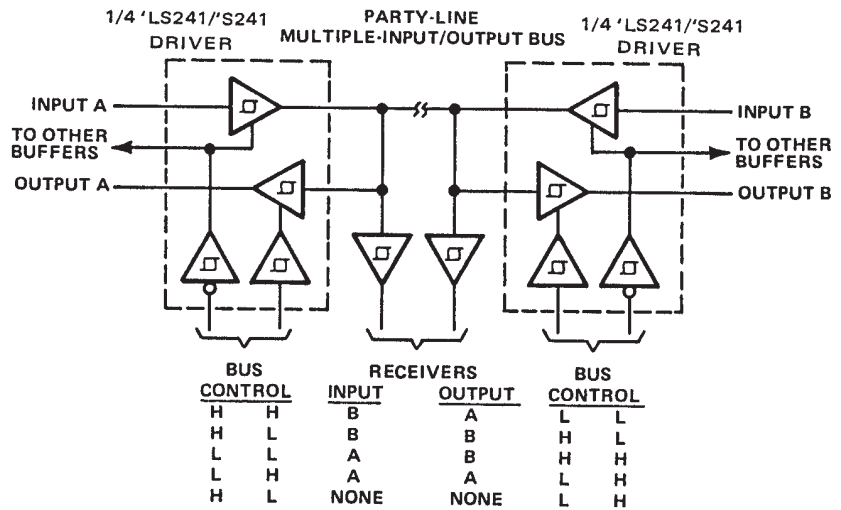 1/4 'LS241/'S241
DRIVER
PARTY-LINE
MULTIPLE-INPUT/OUTPUT BUS
1/4 'LS241/'S241
DRIVER
INPUT A
INPUT B
TO OTHER
BUFFERS
TO OTHER
BUFFERS
OUTPUT A
OUTPUT B
BUS
CONTROL
RECEIVERS
INPUT OUTPUT
BUS
CONTROL
H H B A L L
H L B B H L
L L A B H H
L H A A L H
H L NONE NONE L H